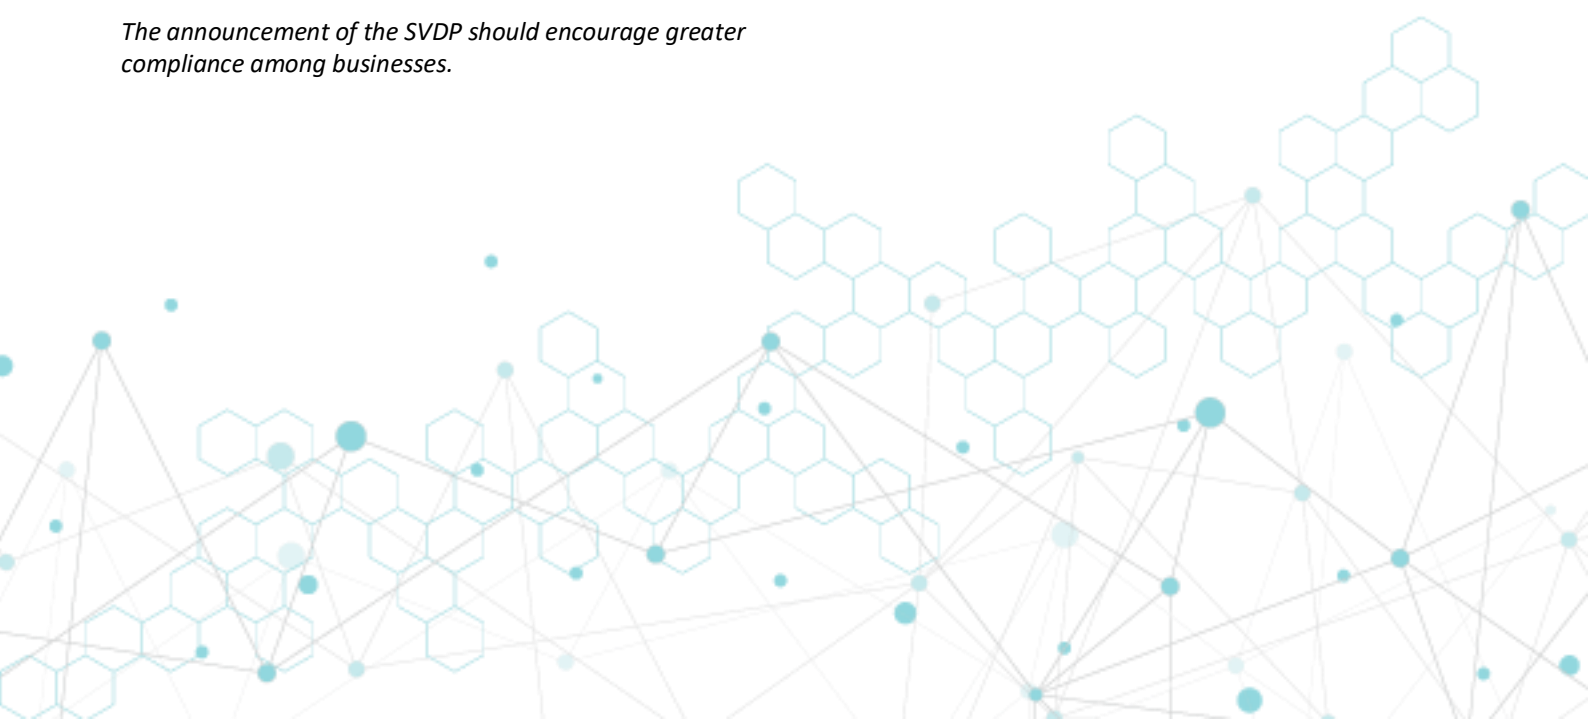 The announcement of the SVDP should encourage greater
compliance among businesses.